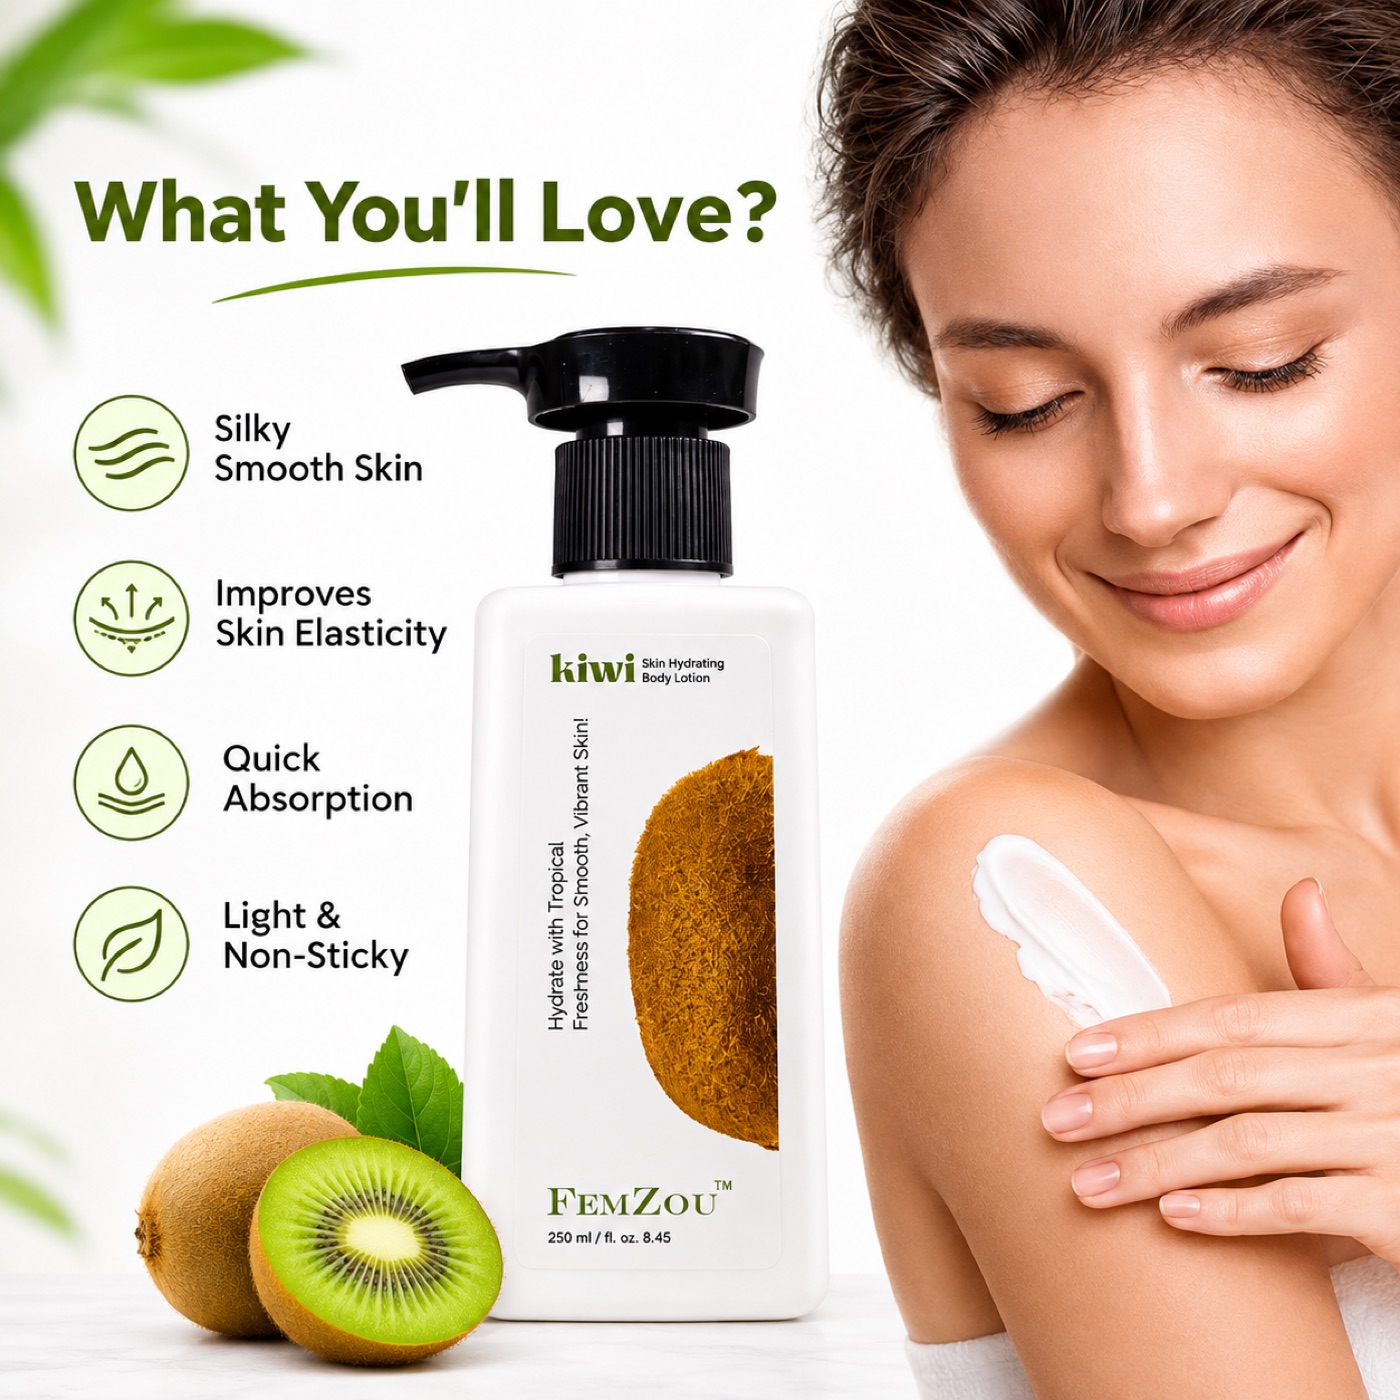 What You'll Love?
Silky
Smooth Skin
Improves
Skin Elasticity
Quick
Absorption
Light &
Non-Sticky
kiwi Skin Hydrating
Body Lotion
Hydrate with Tropical
Freshness for Smooth, Vibrant Skin!
FEMZOU™
250 ml / fl. oz. 8.45